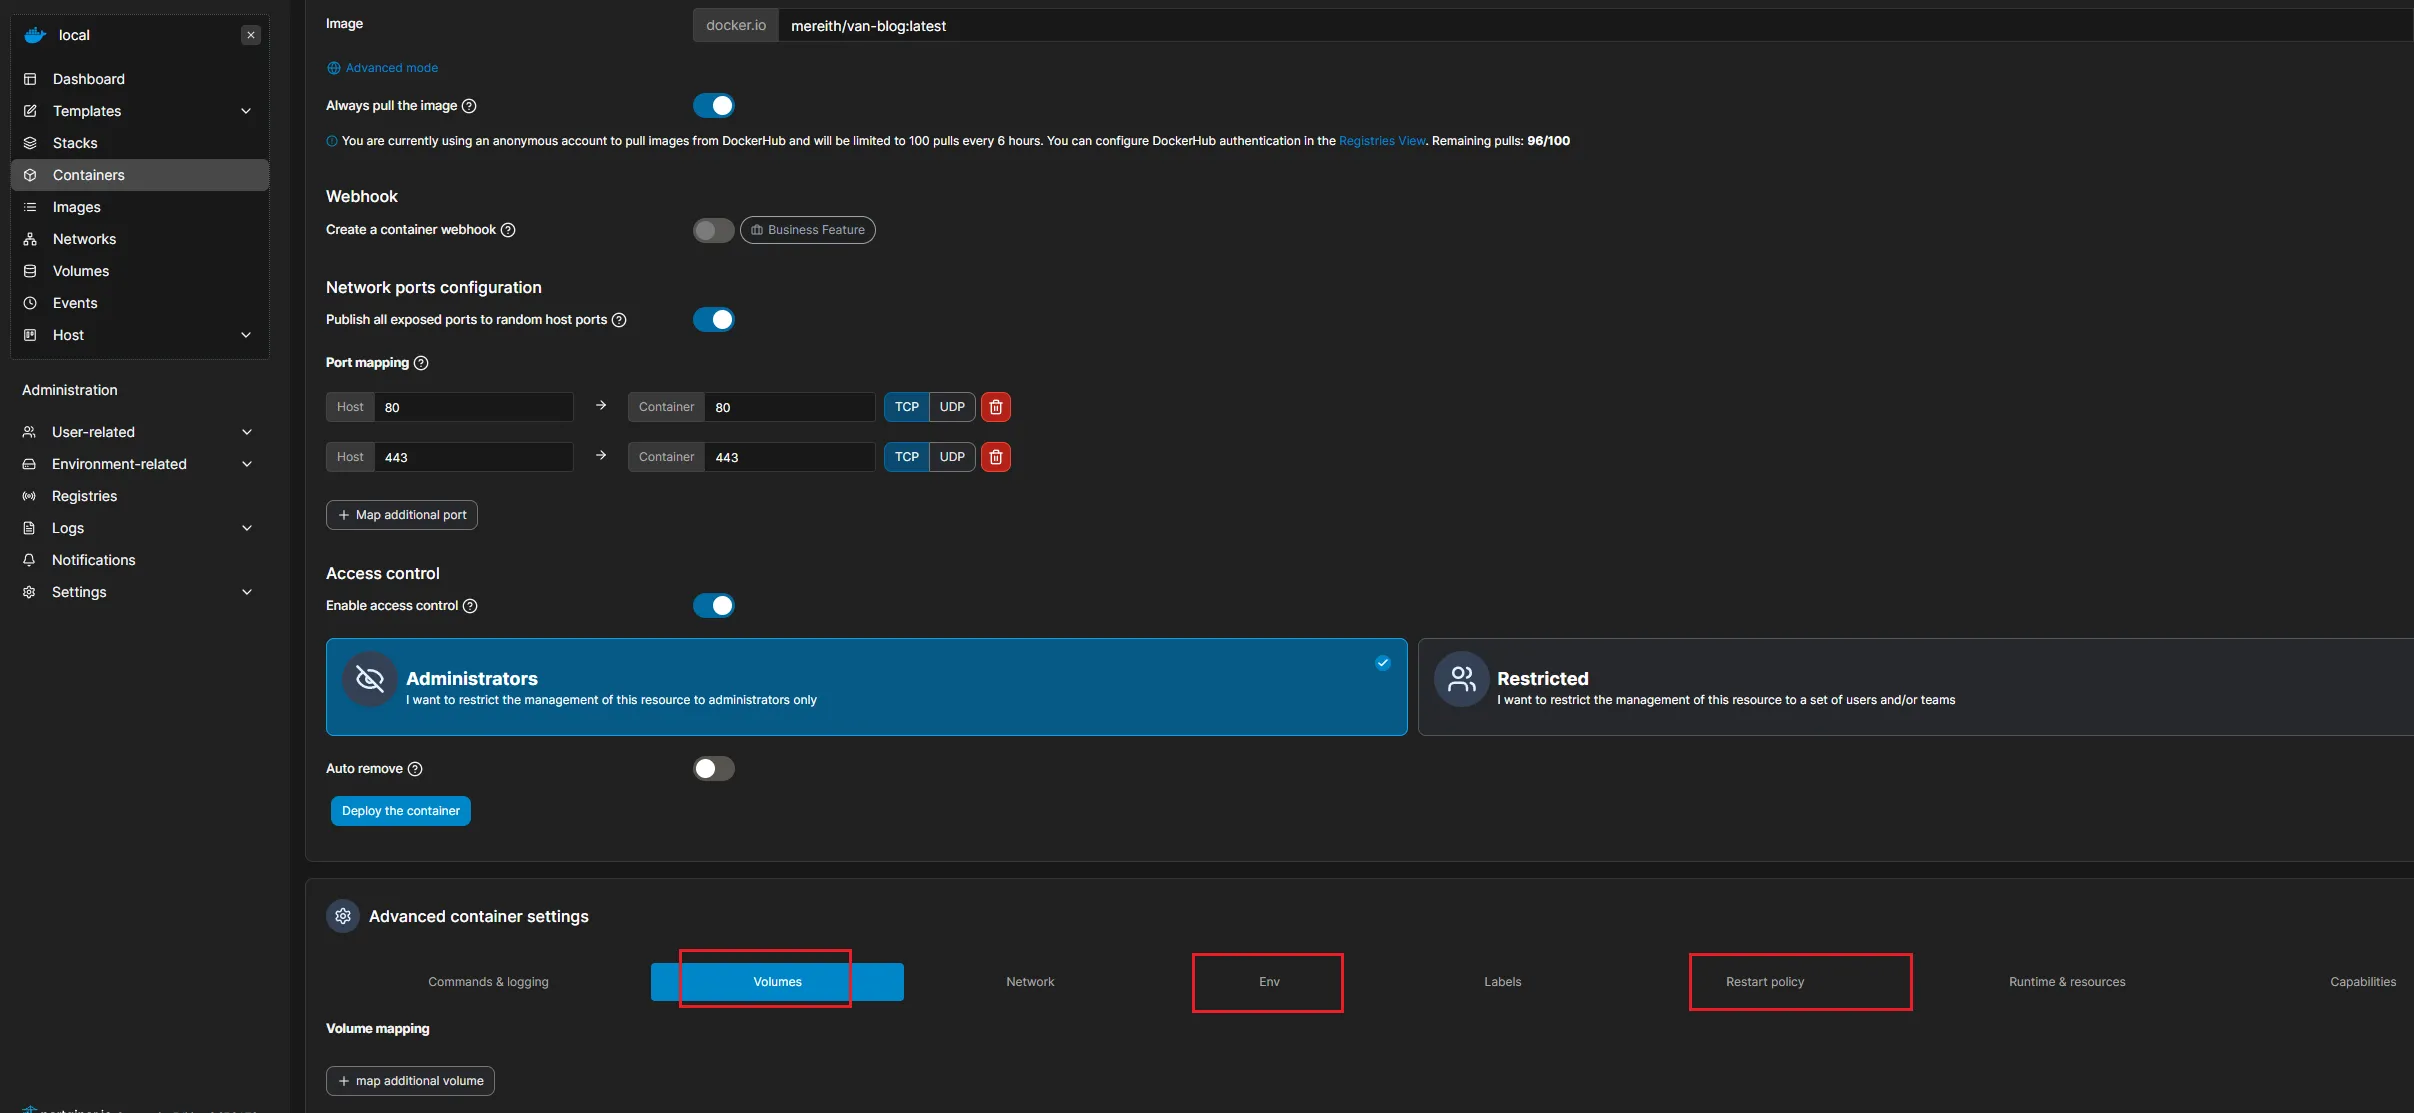 local
Dashboard
Templates
Stacks
Containers
Images
Networks
Volumes
Events
Host
Administration
User-related
Environment-related
Registries
Logs
Notifications
Settings
Image
docker.io mereith/van-blog:latest
Advanced mode
Always pull the image
You are currently using an anonymous account to pull images from DockerHub and will be limited to 100 pulls every 6 hours. You can configure DockerHub authentication in the Registries View. Remaining pulls: 96/100
Webhook
Create a container webhook Business Feature
Network ports configuration
Publish all exposed ports to random host ports
Port mapping
Host 80 → Container 80 TCP UDP
Host 443 → Container 443 TCP UDP
+ Map additional port
Access control
Enable access control
Administrators
I want to restrict the management of this resource to administrators only
Restricted
I want to restrict the management of this resource to a set of users and/or teams
Auto remove
Deploy the container
Advanced container settings
Commands & logging Volumes Network Env Labels Restart policy Runtime & resources Capabilities
Volume mapping
+ map additional volume